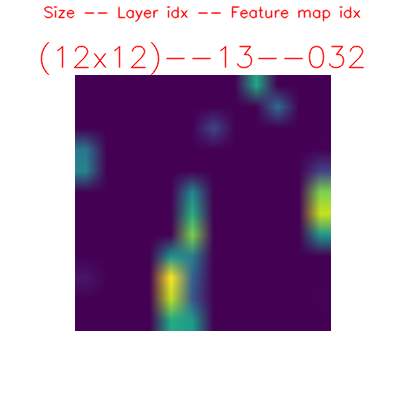 Size -- Layer idx -- Feature map idx
(12x12)--13--032